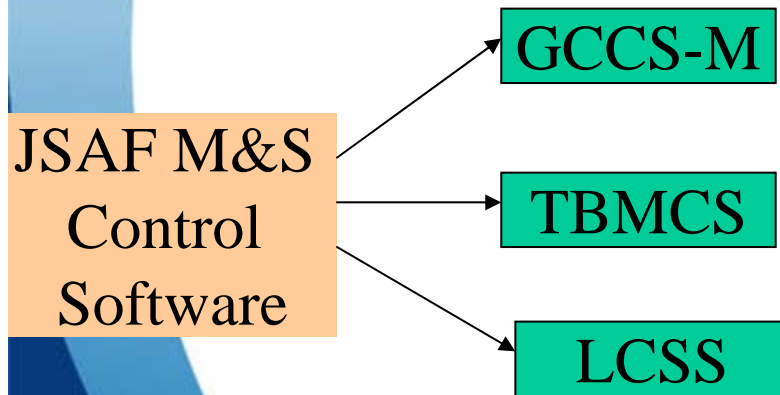 JSAF M&S
Control
Software
GCCS-M
TBMCS
LCSS